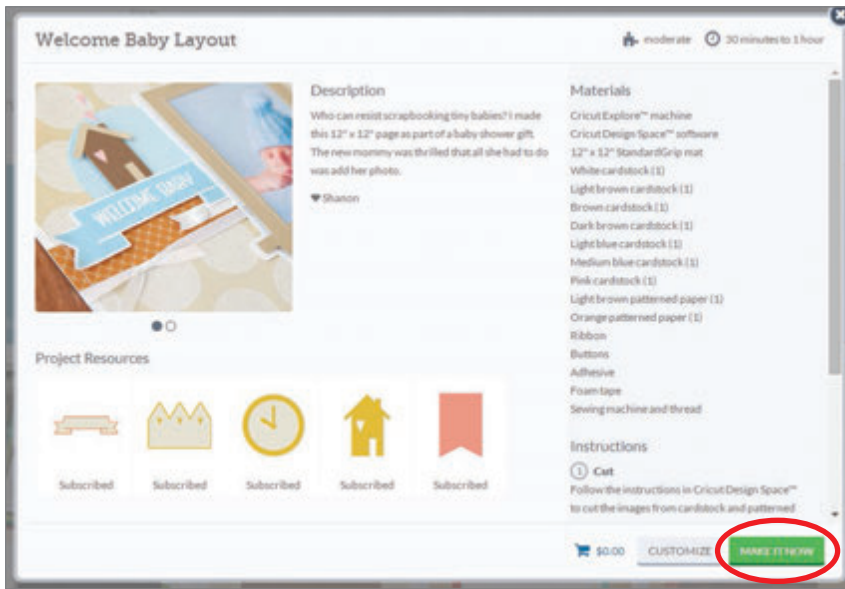 Welcome Baby Layout
moderate
30 minutes to 1 hour
WELCOME BABY
Description
Who can resist scrapbooking tiny babies? I made
this 12" x 12" page as part of a baby shower gift.
The new mommy was thrilled that all she had to do
was add her photo.
♥Shanon
Project Resources
Subscribed
Subscribed
Subscribed
Subscribed
Subscribed
Materials
Cricut Explore™ machine
Cricut Design Space™ software
12" x 12" StandardGrip mat
White cardstock (1)
Light brown cardstock (1)
Brown cardstock (1)
Dark brown cardstock (1)
Light blue cardstock (1)
Medium blue cardstock (1)
Pink cardstock (1)
Light brown patterned paper (1)
Orange patterned paper (1)
Ribbon
Buttons
Adhesive
Foam tape
Sewing machine and thread
Instructions
1 Cut
Follow the instructions in Cricut Design Space™
to cut the images from cardstock and patterned
$0.00
CUSTOMIZE
MAKE IT NOW